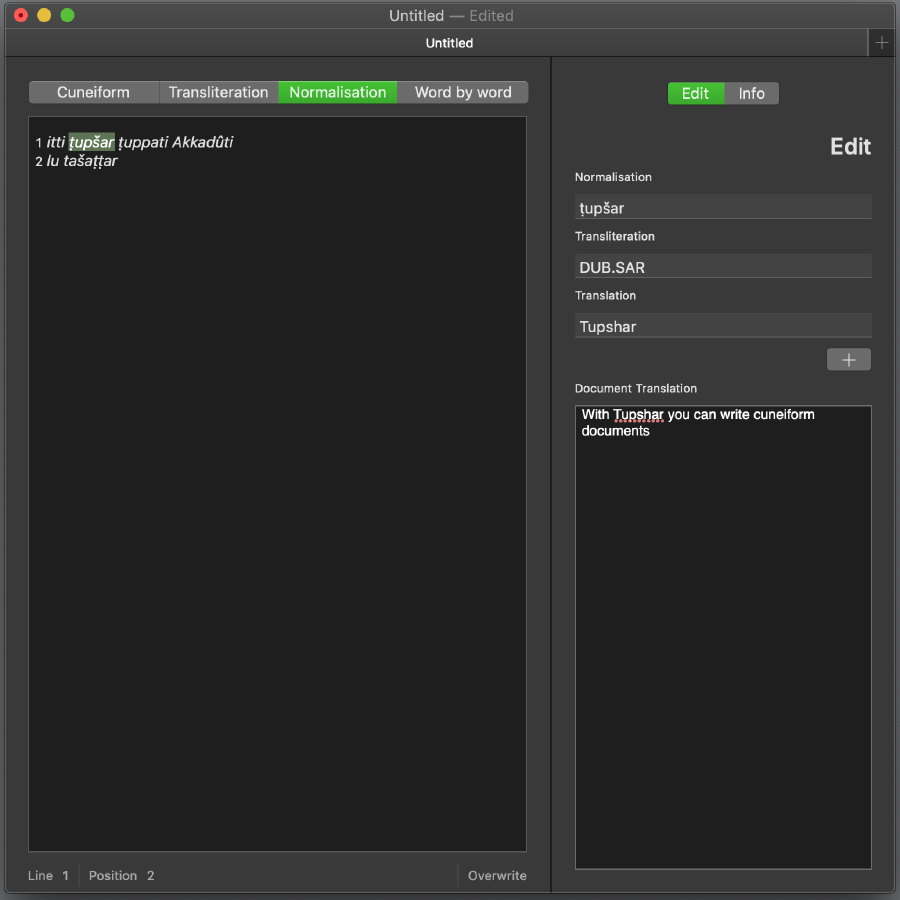 Untitled — Edited
Untitled
Cuneiform Transliteration Normalisation Word by word
1 itti ṭupšar ṭuppati Akkadûti
2 lu tašaṭṭar
Line 1 Position 2 Overwrite
Edit Info
Edit
Normalisation
ṭupšar
Transliteration
DUB.SAR
Translation
Tupshar
Document Translation
With Tupshar you can write cuneiform
documents